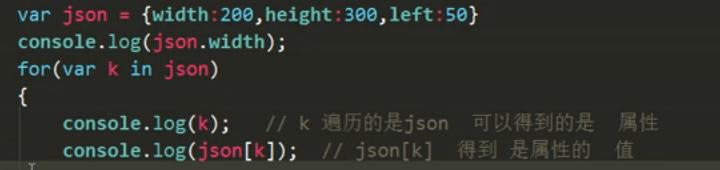 var json = {width:200,height:300,left:50}
console.log(json.width);
for(var k in json)
{
console.log(k);   // k 遍历的是json  可以得到的是  属性
console.log(json[k]);  // json[k]  得到 是属性的  值